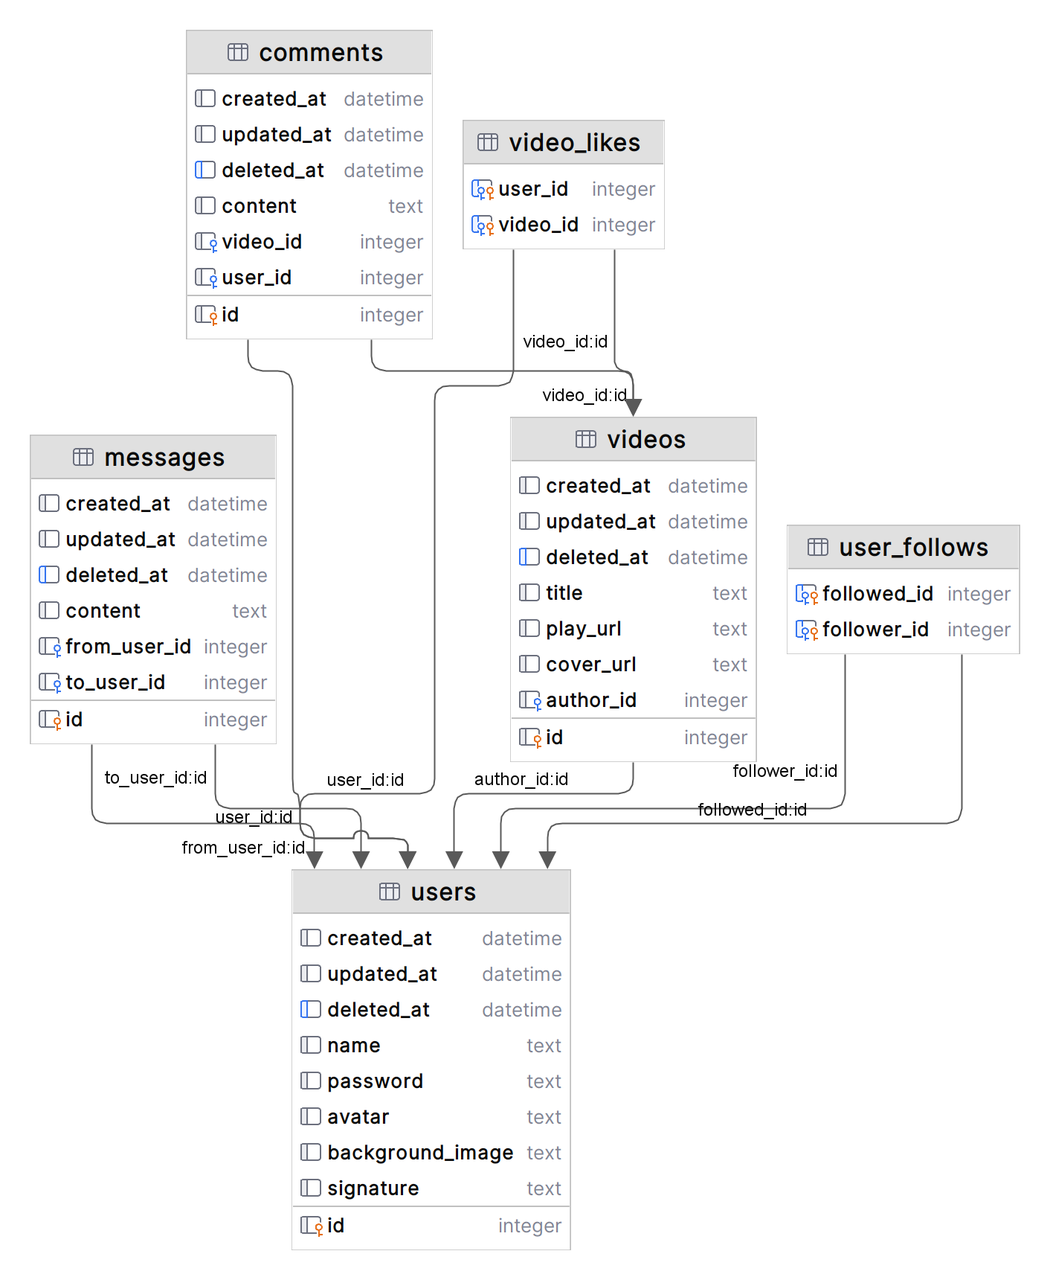 comments
created_at datetime
updated_at datetime
deleted_at datetime
content text
video_id integer
user_id integer
id integer
video_likes
user_id integer
video_id integer
video_id:id
video_id:id
messages
created_at datetime
updated_at datetime
deleted_at datetime
content text
from_user_id integer
to_user_id integer
id integer
videos
created_at datetime
updated_at datetime
deleted_at datetime
title text
play_url text
cover_url text
author_id integer
id integer
user_follows
followed_id integer
follower_id integer
to_user_id:id
user_id:id
author_id:id
follower_id:id
user_id:id
followed_id:id
from_user_id:id
users
created_at datetime
updated_at datetime
deleted_at datetime
name text
password text
avatar text
background_image text
signature text
id integer